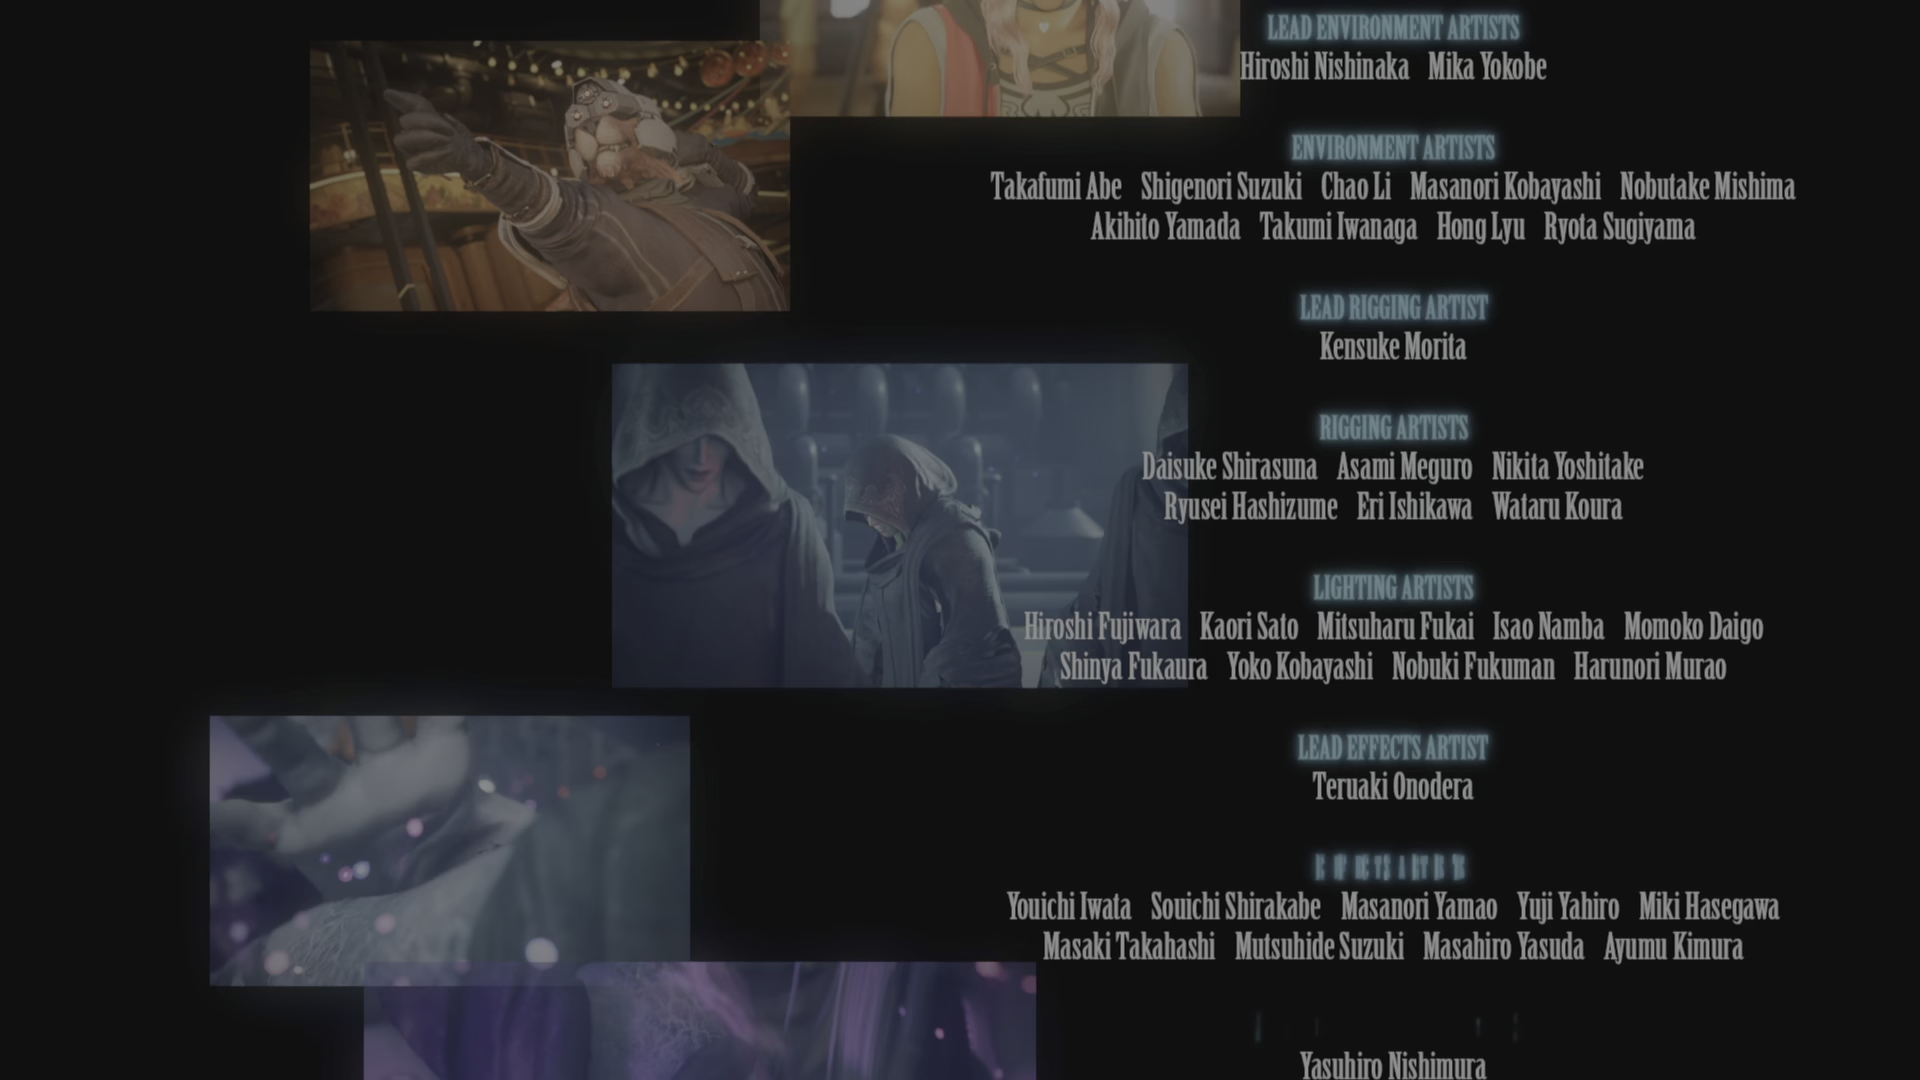 LEAD ENVIRONMENT ARTISTS
Hiroshi Nishinaka Mika Yokobe
ENVIRONMENT ARTISTS
Takafumi Abe Shigenori Suzuki Chao Li Masanori Kobayashi Nobutake Mishima
Akihito Yamada Takumi Iwanaga Hong Lyu Ryota Sugiyama
LEAD RIGGING ARTIST
Kensuke Morita
RIGGING ARTISTS
Daisuke Shirasuna Asami Meguro Nikita Yoshitake
Ryusei Hashizume Eri Ishikawa Wataru Koura
LIGHTING ARTISTS
Hiroshi Fujiwara Kaori Sato Mitsuharu Fukai Isao Namba Momoko Daigo
Shinya Fukaura Yoko Kobayashi Nobuki Fukuman Harunori Murao
LEAD EFFECTS ARTIST
Teruaki Onodera
Youichi Iwata Souichi Shirakabe Masanori Yamao Yuji Yahiro Miki Hasegawa
Masaki Takahashi Mutsuhide Suzuki Masahiro Yasuda Ayumu Kimura
Yasuhiro Nishimura